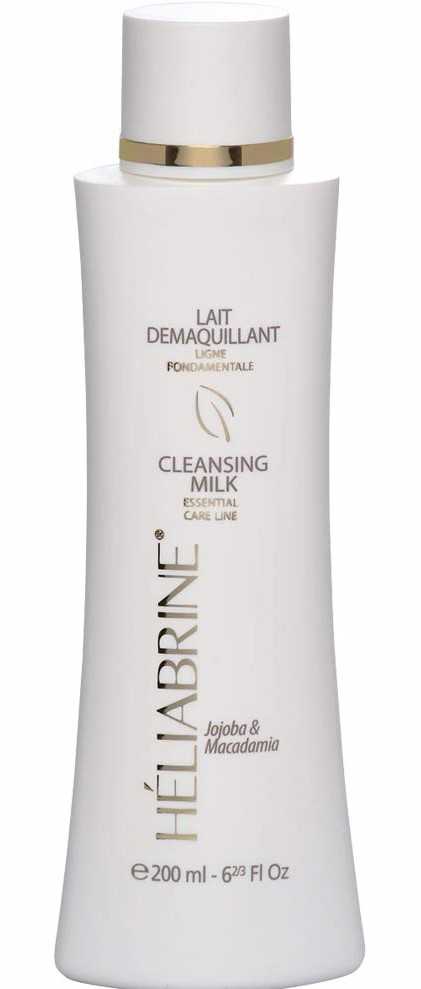 LAIT
DEMAQUILLANT
LIGNE
FONDAMENTALE
CLEANSING
MILK
ESSENTIAL
CARE LINE
HÉLIABRINE®
Jojoba &
Macadamia
℮200 ml - 6²/³ Fl Oz